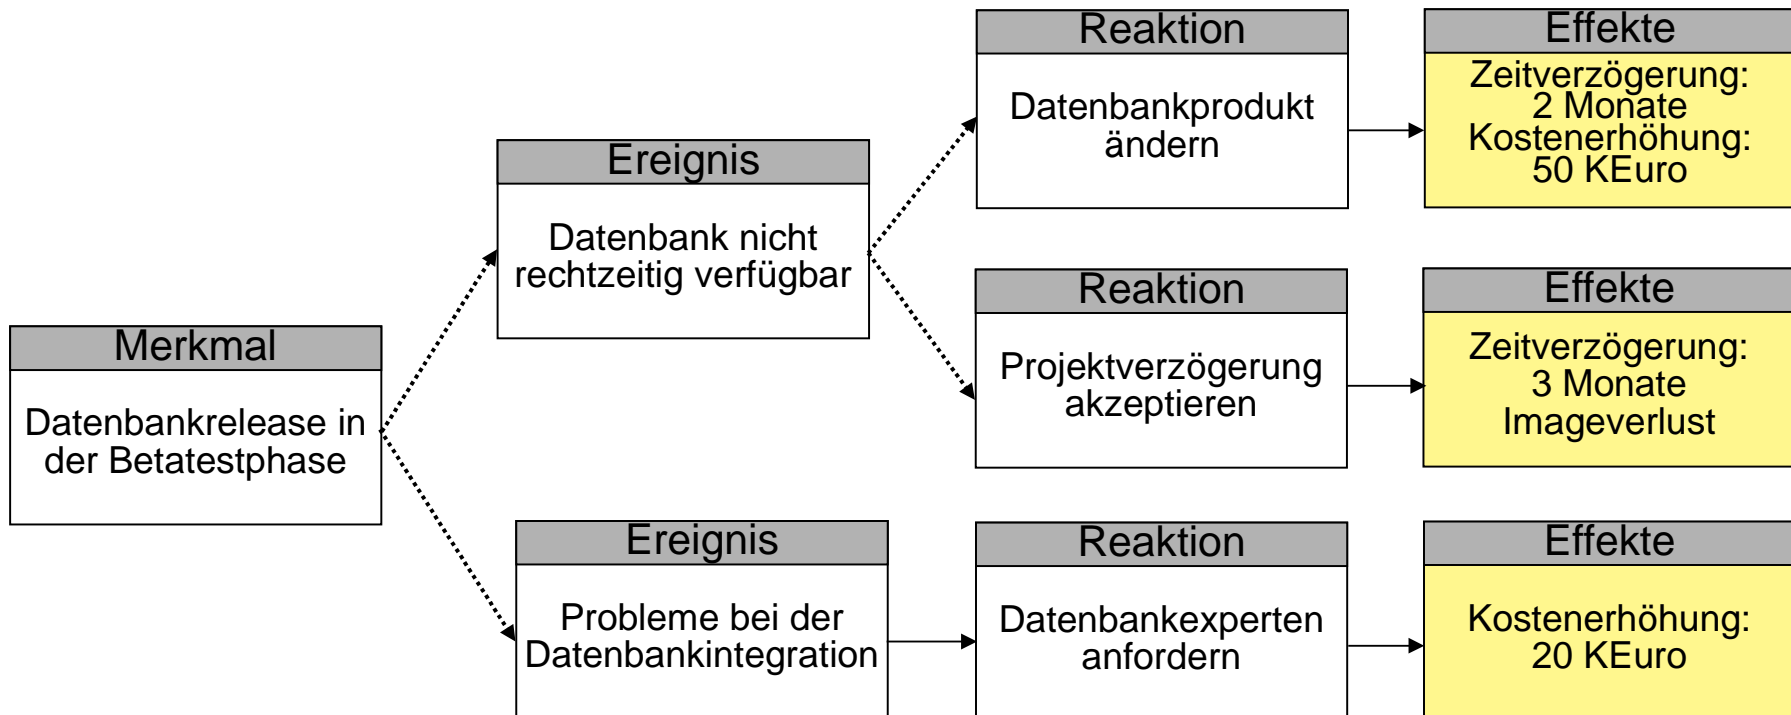 Merkmal
Datenbankrelease in
der Betatestphase
Ereignis
Datenbank nicht
rechtzeitig verfügbar
Reaktion
Datenbankprodukt
ändern
Effekte
Zeitverzögerung:
2 Monate
Kostenerhöhung:
50 KEuro
Reaktion
Projektverzögerung
akzeptieren
Effekte
Zeitverzögerung:
3 Monate
Imageverlust
Ereignis
Probleme bei der
Datenbankintegration
Reaktion
Datenbankexperten
anfordern
Effekte
Kostenerhöhung:
20 KEuro